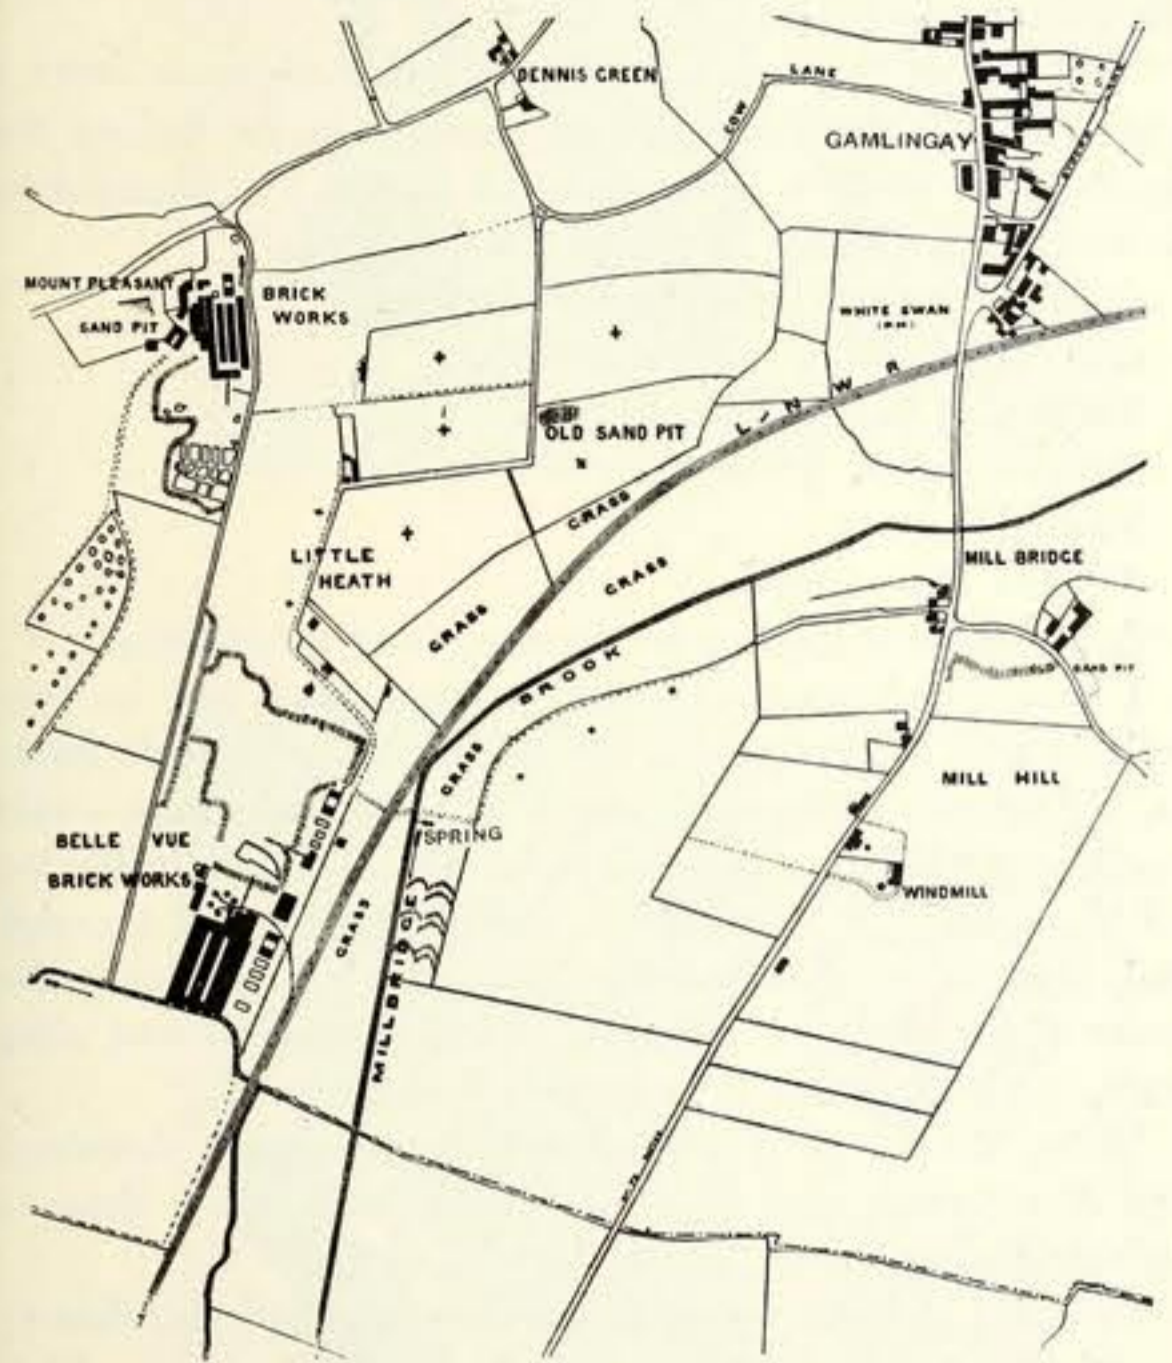 DENNIS GREEN
COW LANE
GAMLINGAY
MOUNT PLEASANT
SAND PIT
BRICK
WORKS
WHITE SWAN
(P.H.)
L. N. W. R
OLD SAND PIT
GRASS
LITTLE
HEATH
GRASS
MILL BRIDGE
GRASS
BROOK
OLD SAND PIT
GRASS
MILL HILL
SPRING
BELLE VUE
BRICK WORKS
WINDMILL
GRASS
MILLBRIDGE